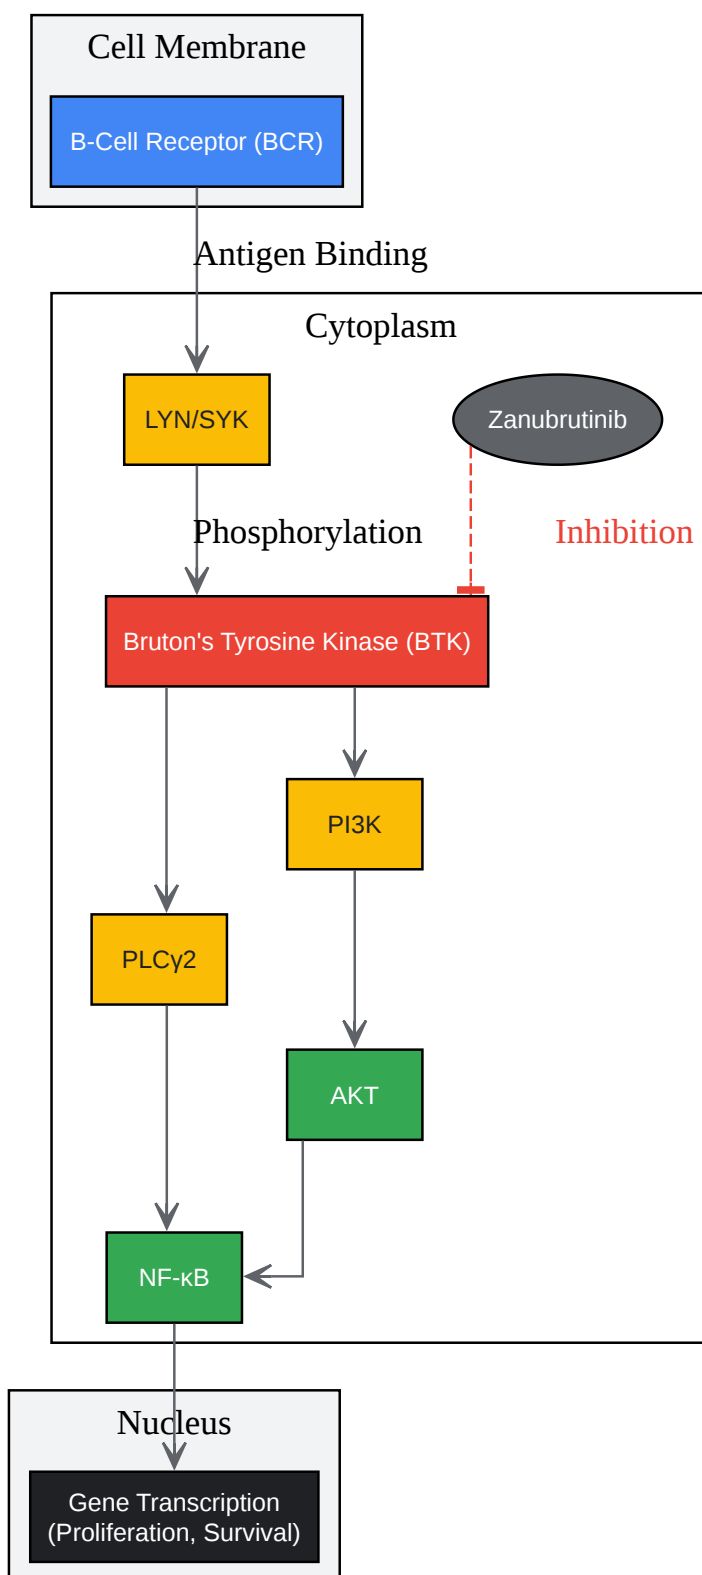 Cell Membrane
B-Cell Receptor (BCR)
Antigen Binding
Cytoplasm
LYN/SYK
Zanubrutinib
Phosphorylation
Inhibition
Bruton's Tyrosine Kinase (BTK)
PI3K
PLCγ2
AKT
NF-κB
Nucleus
Gene Transcription
(Proliferation, Survival)